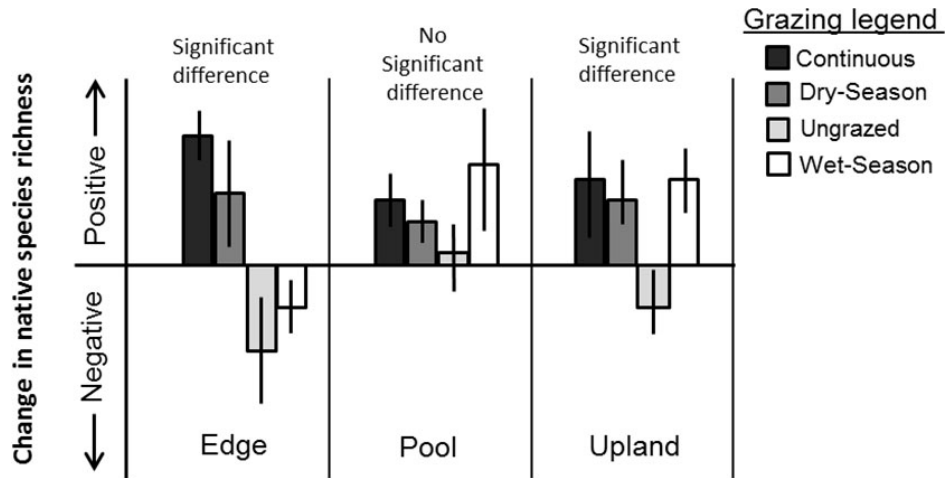 Significant
difference
No
Significant
difference
Significant
difference
Grazing legend
Continuous
Dry-Season
Ungrazed
Wet-Season
Change in native species richness
Positive
Negative
Edge
Pool
Upland